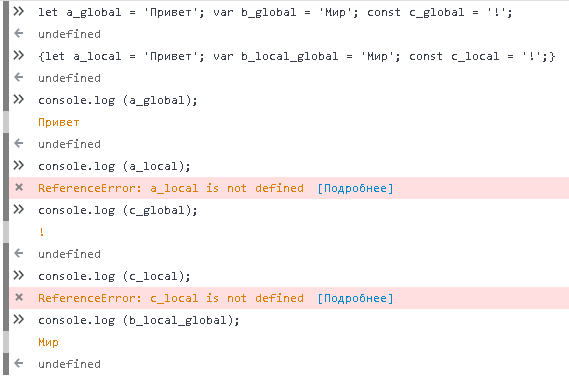 let a_global = 'Привет'; var b_global = 'Мир'; const c_global = '!';
undefined
{let a_local = 'Привет'; var b_local_global = 'Мир'; const c_local = '!';}
undefined
console.log (a_global);
Привет
undefined
console.log (a_local);
ReferenceError: a_local is not defined [Подробнее]
console.log (c_global);
!
undefined
console.log (c_local);
ReferenceError: c_local is not defined [Подробнее]
console.log (b_local_global);
Мир
undefined